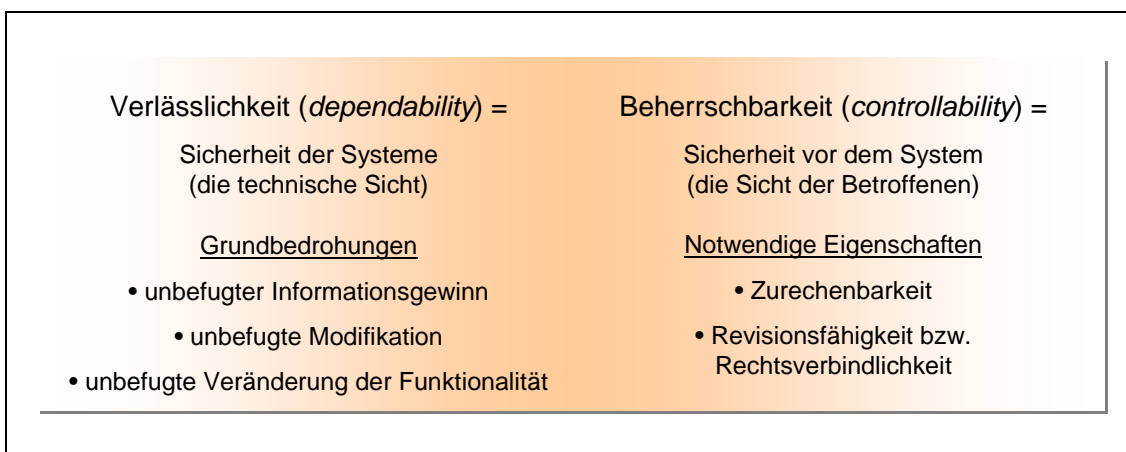 Verlässlichkeit (dependability) =
Sicherheit der Systeme
(die technische Sicht)
Grundbedrohungen
• unbefugter Informationsgewinn
• unbefugte Modifikation
• unbefugte Veränderung der Funktionalität
Beherrschbarkeit (controllability) =
Sicherheit vor dem System
(die Sicht der Betroffenen)
Notwendige Eigenschaften
• Zurechenbarkeit
• Revisionsfähigkeit bzw.
Rechtsverbindlichkeit